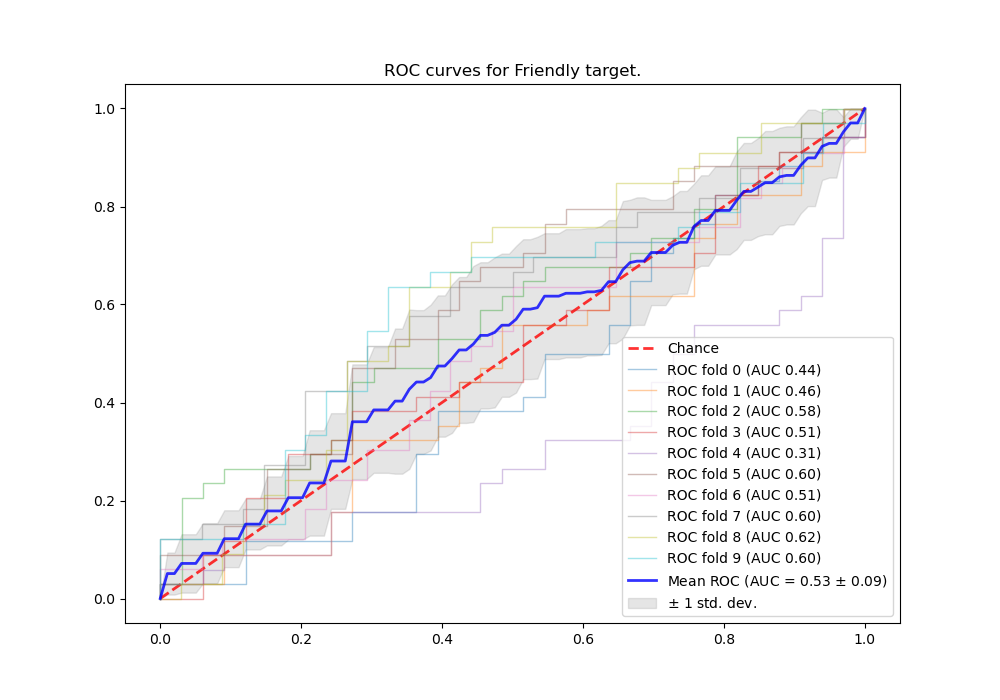 ROC curves for Friendly target.
1.0
0.8
0.6
0.4
0.2
0.0
0.0 0.2 0.4 0.6 0.8 1.0
Chance
ROC fold 0 (AUC 0.44)
ROC fold 1 (AUC 0.46)
ROC fold 2 (AUC 0.58)
ROC fold 3 (AUC 0.51)
ROC fold 4 (AUC 0.31)
ROC fold 5 (AUC 0.60)
ROC fold 6 (AUC 0.51)
ROC fold 7 (AUC 0.60)
ROC fold 8 (AUC 0.62)
ROC fold 9 (AUC 0.60)
Mean ROC (AUC = 0.53 ± 0.09)
± 1 std. dev.